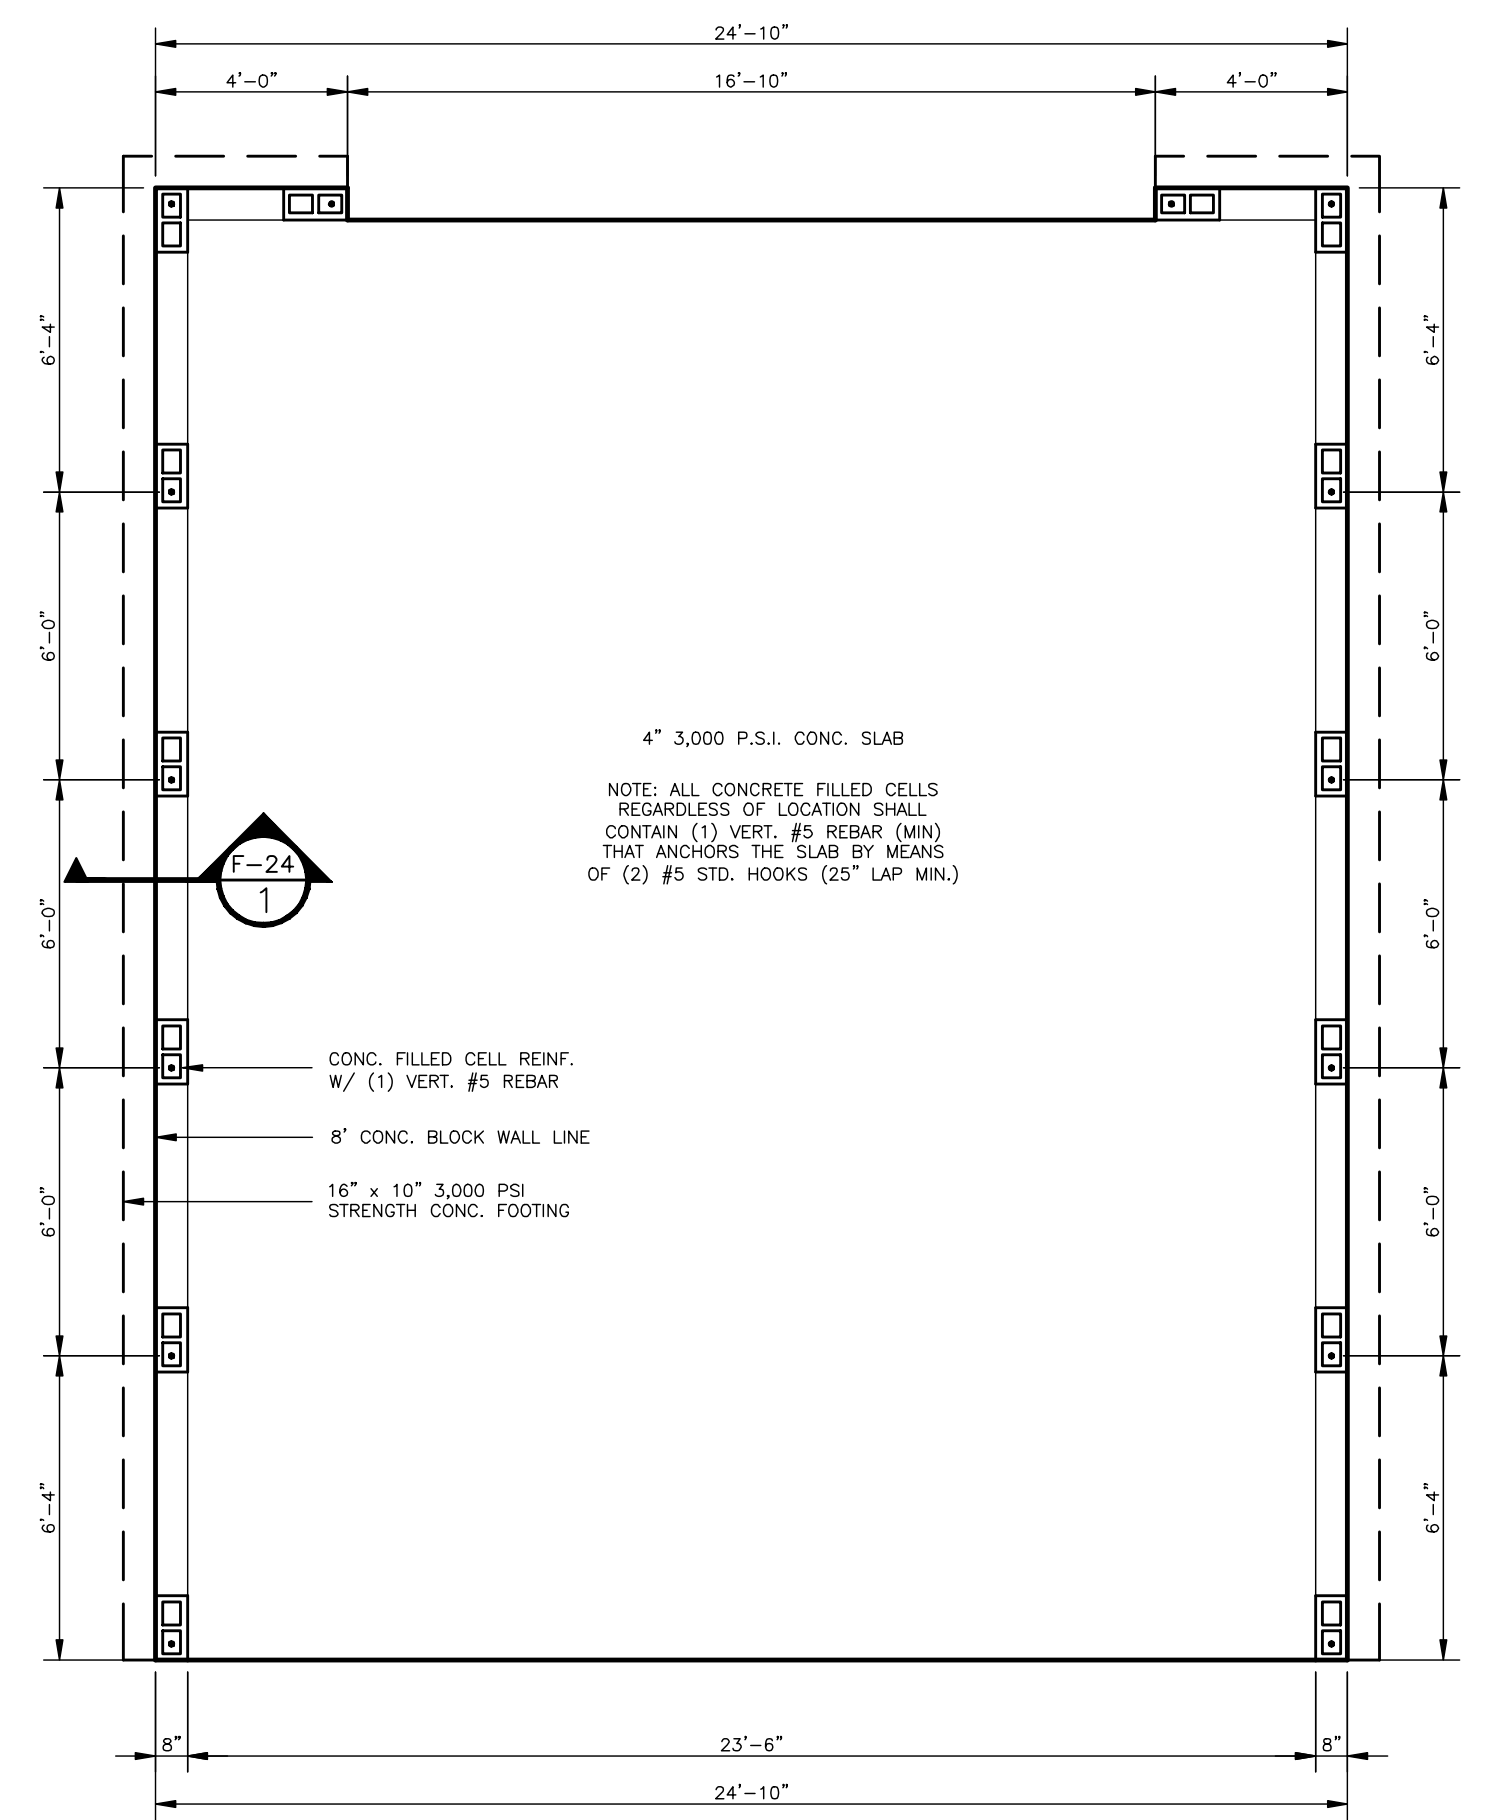 24'-10"
4'-0" 16'-10" 4'-0"
6'-4" 6'-4"
6'-0" 6'-0"
4" 3,000 P.S.I. CONC. SLAB
NOTE: ALL CONCRETE FILLED CELLS
REGARDLESS OF LOCATION SHALL
CONTAIN (1) VERT. #5 REBAR (MIN)
THAT ANCHORS THE SLAB BY MEANS
OF (2) #5 STD. HOOKS (25" LAP MIN.)
F-24
1
6'-0" 6'-0"
CONC. FILLED CELL REINF.
W/ (1) VERT. #5 REBAR
8' CONC. BLOCK WALL LINE
16" x 10" 3,000 PSI
STRENGTH CONC. FOOTING
6'-0" 6'-0"
6'-4" 6'-4"
8" 23'-6" 8"
24'-10"